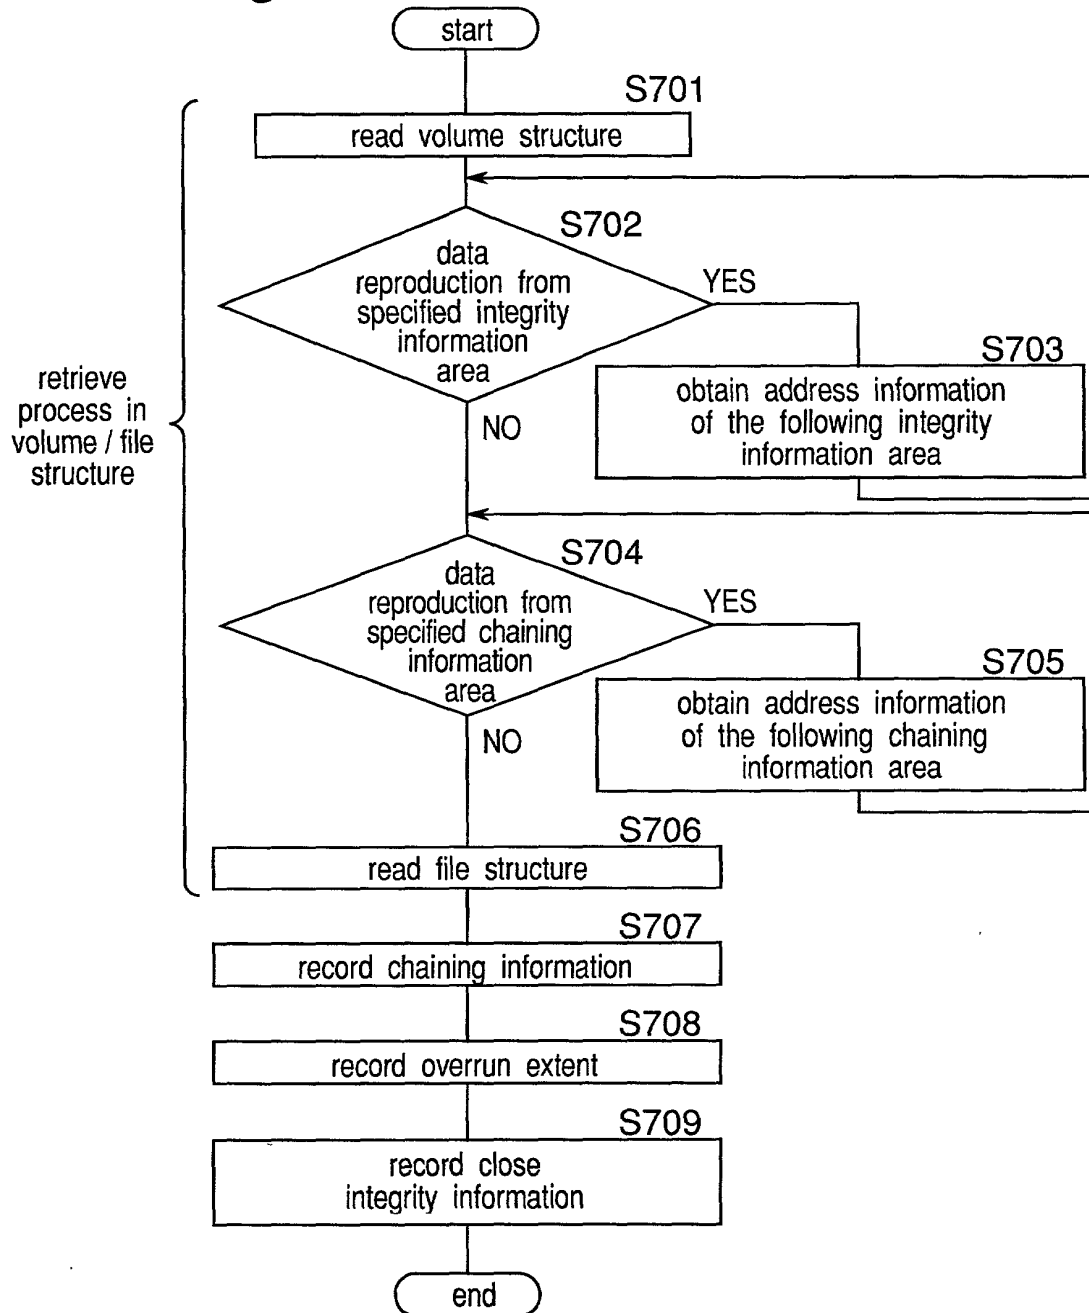 start
S701
read volume structure
S702
data
reproduction from
specified integrity
information
area
YES
S703
obtain address information
of the following integrity
information area
NO
retrieve
process in
volume / file
structure
S704
data
reproduction from
specified chaining
information
area
YES
S705
obtain address information
of the following chaining
information area
NO
S706
read file structure
S707
record chaining information
S708
record overrun extent
S709
record close
integrity information
end